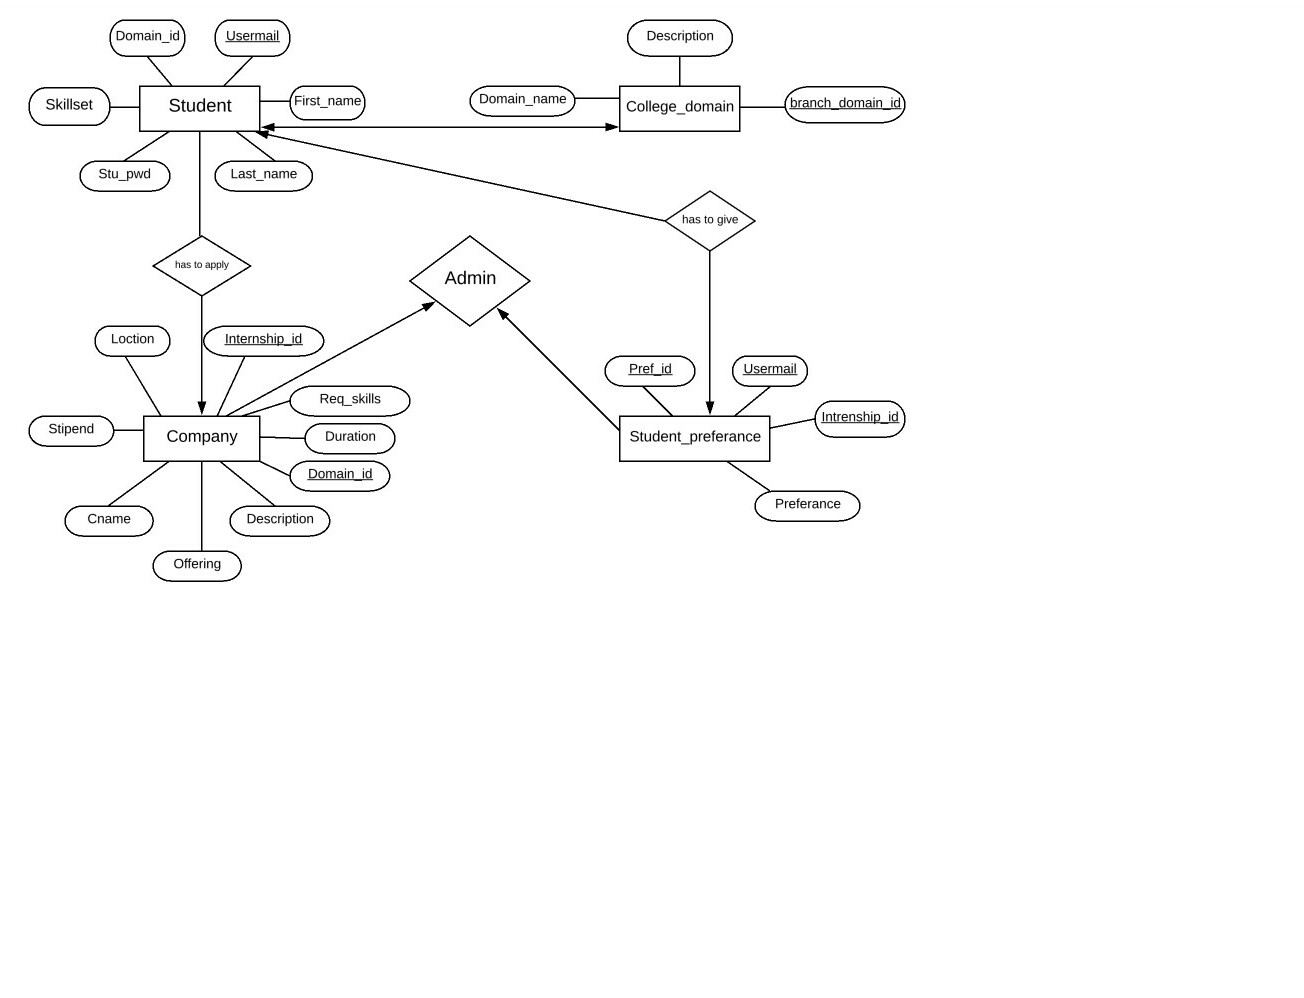 Domain_id
Usermail
Description
Skillset
Student
First_name
Domain_name
College_domain
branch_domain_id
Stu_pwd
Last_name
has to give
has to apply
Admin
Loction
Internship_id
Pref_id
Usermail
Req_skills
Intrenship_id
Stipend
Company
Duration
Student_preferance
Domain_id
Preferance
Cname
Description
Offering